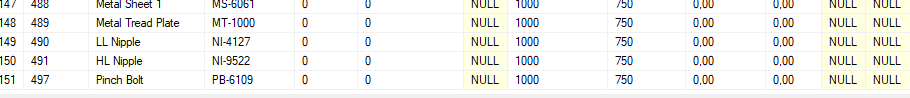 147 488 Metal Sheet 1 MS-6061 0 0 NULL 1000 750 0,00 0,00 NULL NULL
148 489 Metal Tread Plate MT-1000 0 0 NULL 1000 750 0,00 0,00 NULL NULL
149 490 LL Nipple NI-4127 0 0 NULL 1000 750 0,00 0,00 NULL NULL
150 491 HL Nipple NI-9522 0 0 NULL 1000 750 0,00 0,00 NULL NULL
151 497 Pinch Bolt PB-6109 0 0 NULL 1000 750 0,00 0,00 NULL NULL